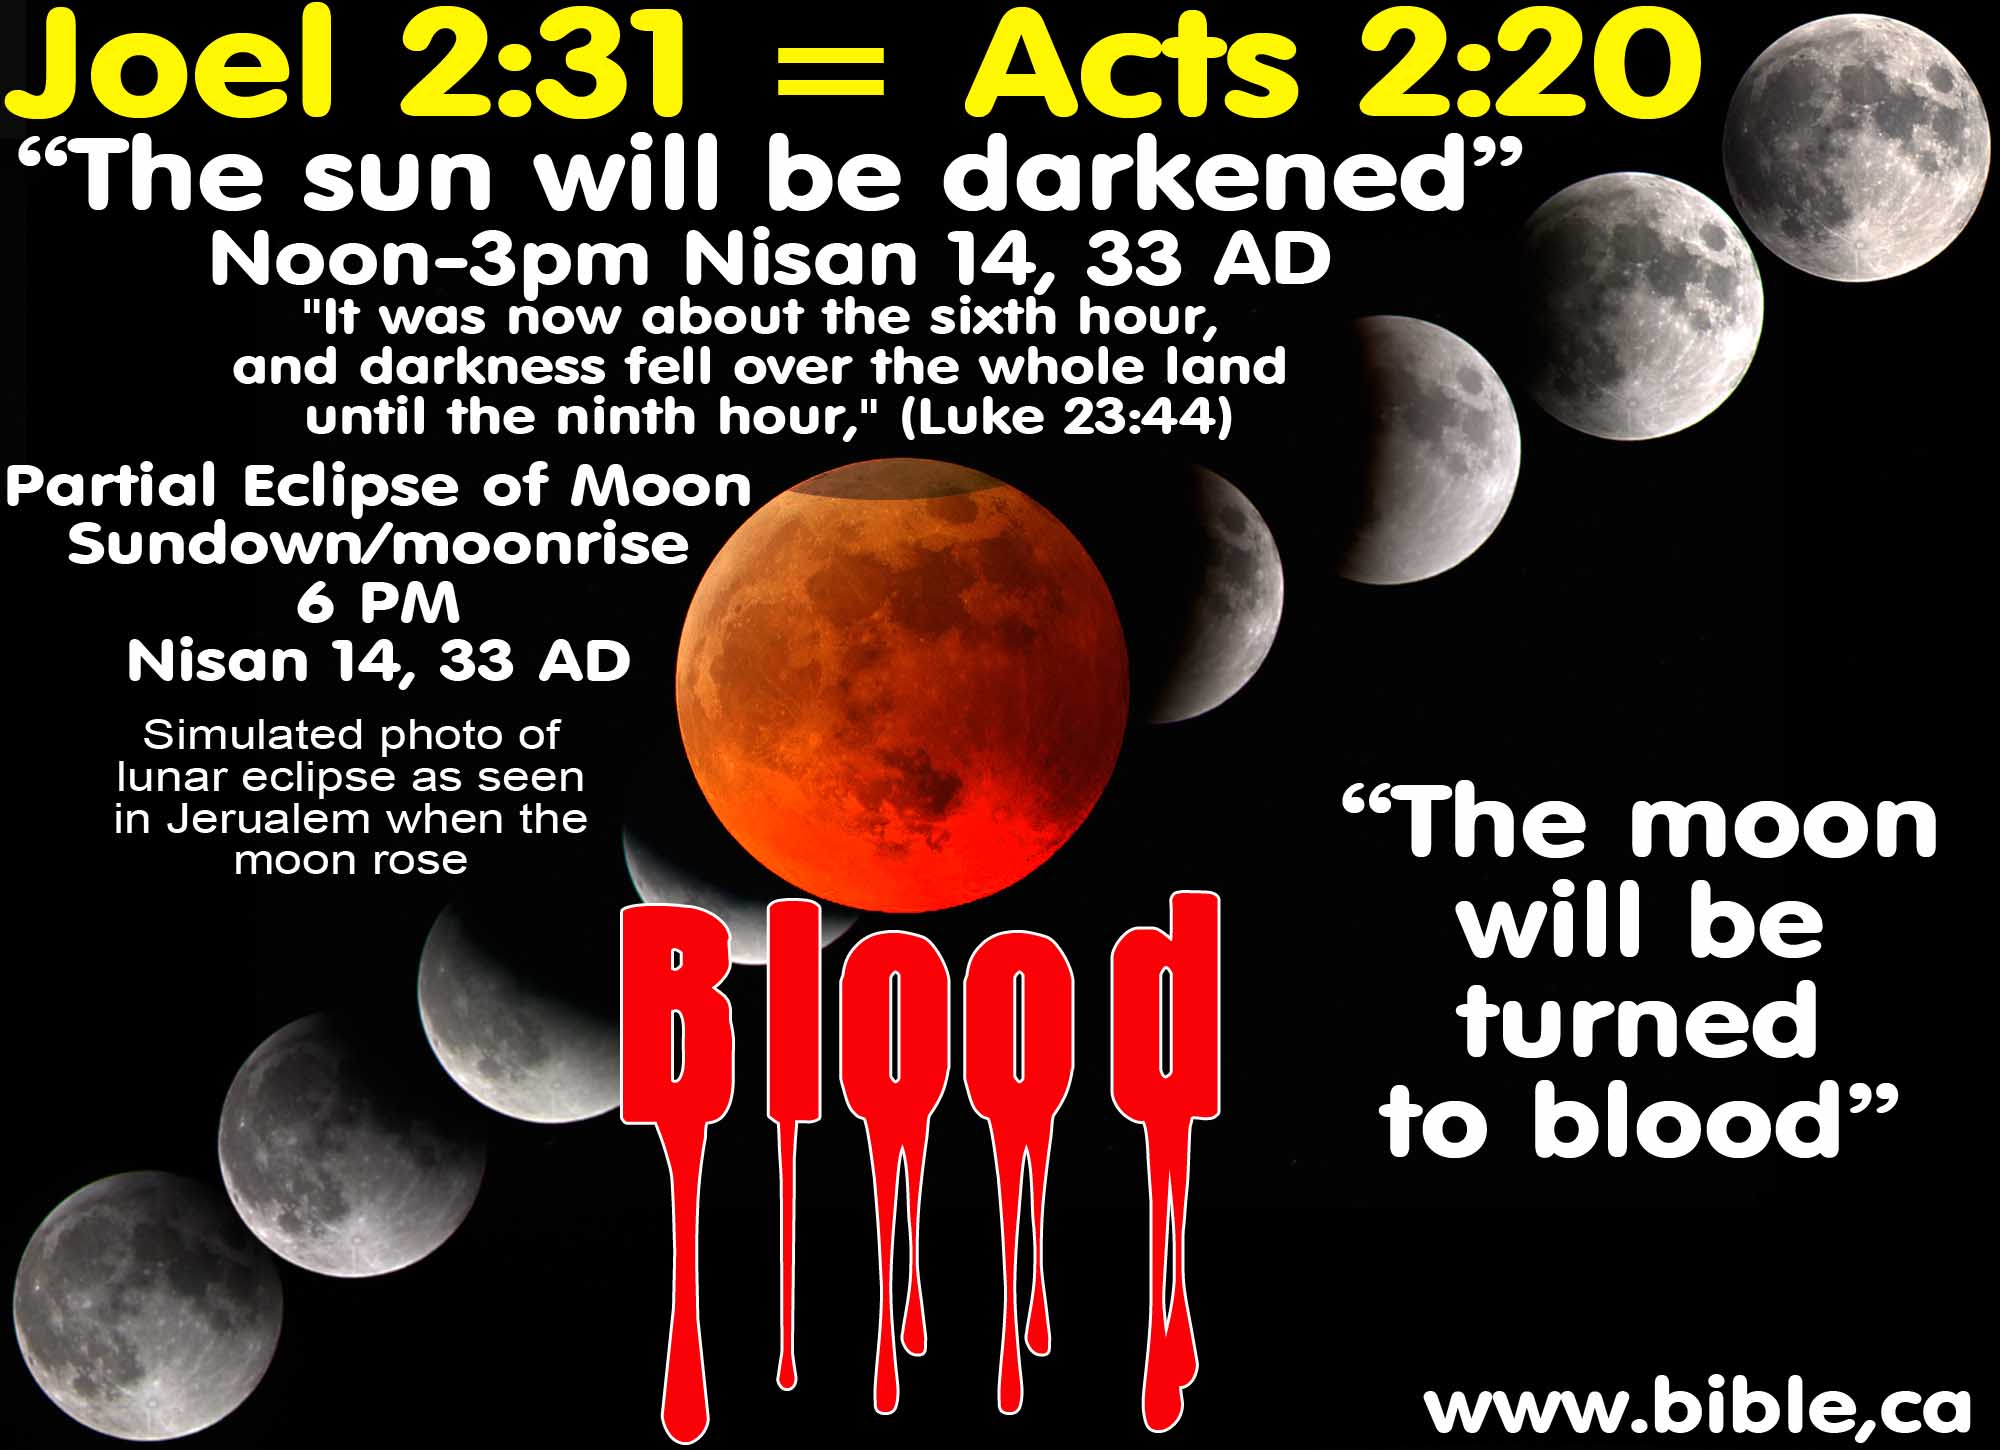 Joel 2:31 = Acts 2:20
“The sun will be darkened”
Noon-3pm Nisan 14, 33 AD
"It was now about the sixth hour,
and darkness fell over the whole land
until the ninth hour," (Luke 23:44)
Partial Eclipse of Moon
Sundown/moonrise
6 PM
Nisan 14, 33 AD
Simulated photo of
lunar eclipse as seen
in Jerualem when the
moon rose
Blood
“The moon
will be
turned
to blood”
www.bible,ca